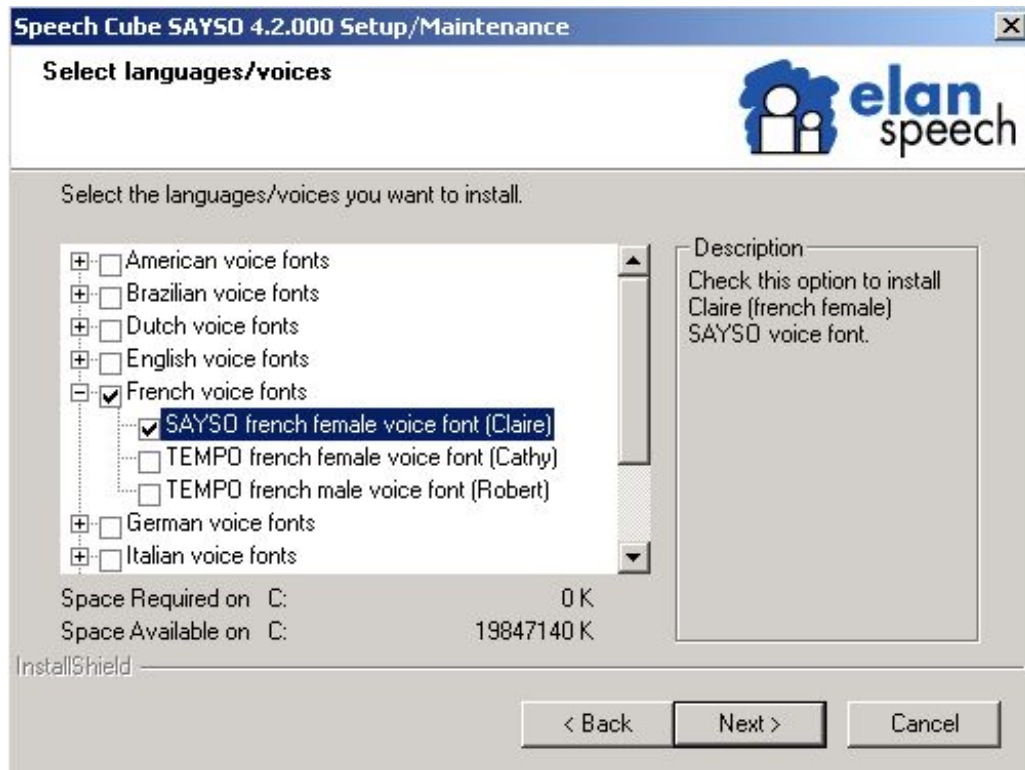 Speech Cube SAYSO 4.2.000 Setup/Maintenance
Select languages/voices
elan
speech
Select the languages/voices you want to install.
American voice fonts
Brazilian voice fonts
Dutch voice fonts
English voice fonts
French voice fonts
SAYSO french female voice font (Claire)
TEMPO french female voice font (Cathy)
TEMPO french male voice font (Robert)
German voice fonts
Italian voice fonts
Description
Check this option to install
Claire (french female)
SAYSO voice font.
Space Required on C: 0 K
Space Available on C: 19847140 K
InstallShield
< Back
Next >
Cancel